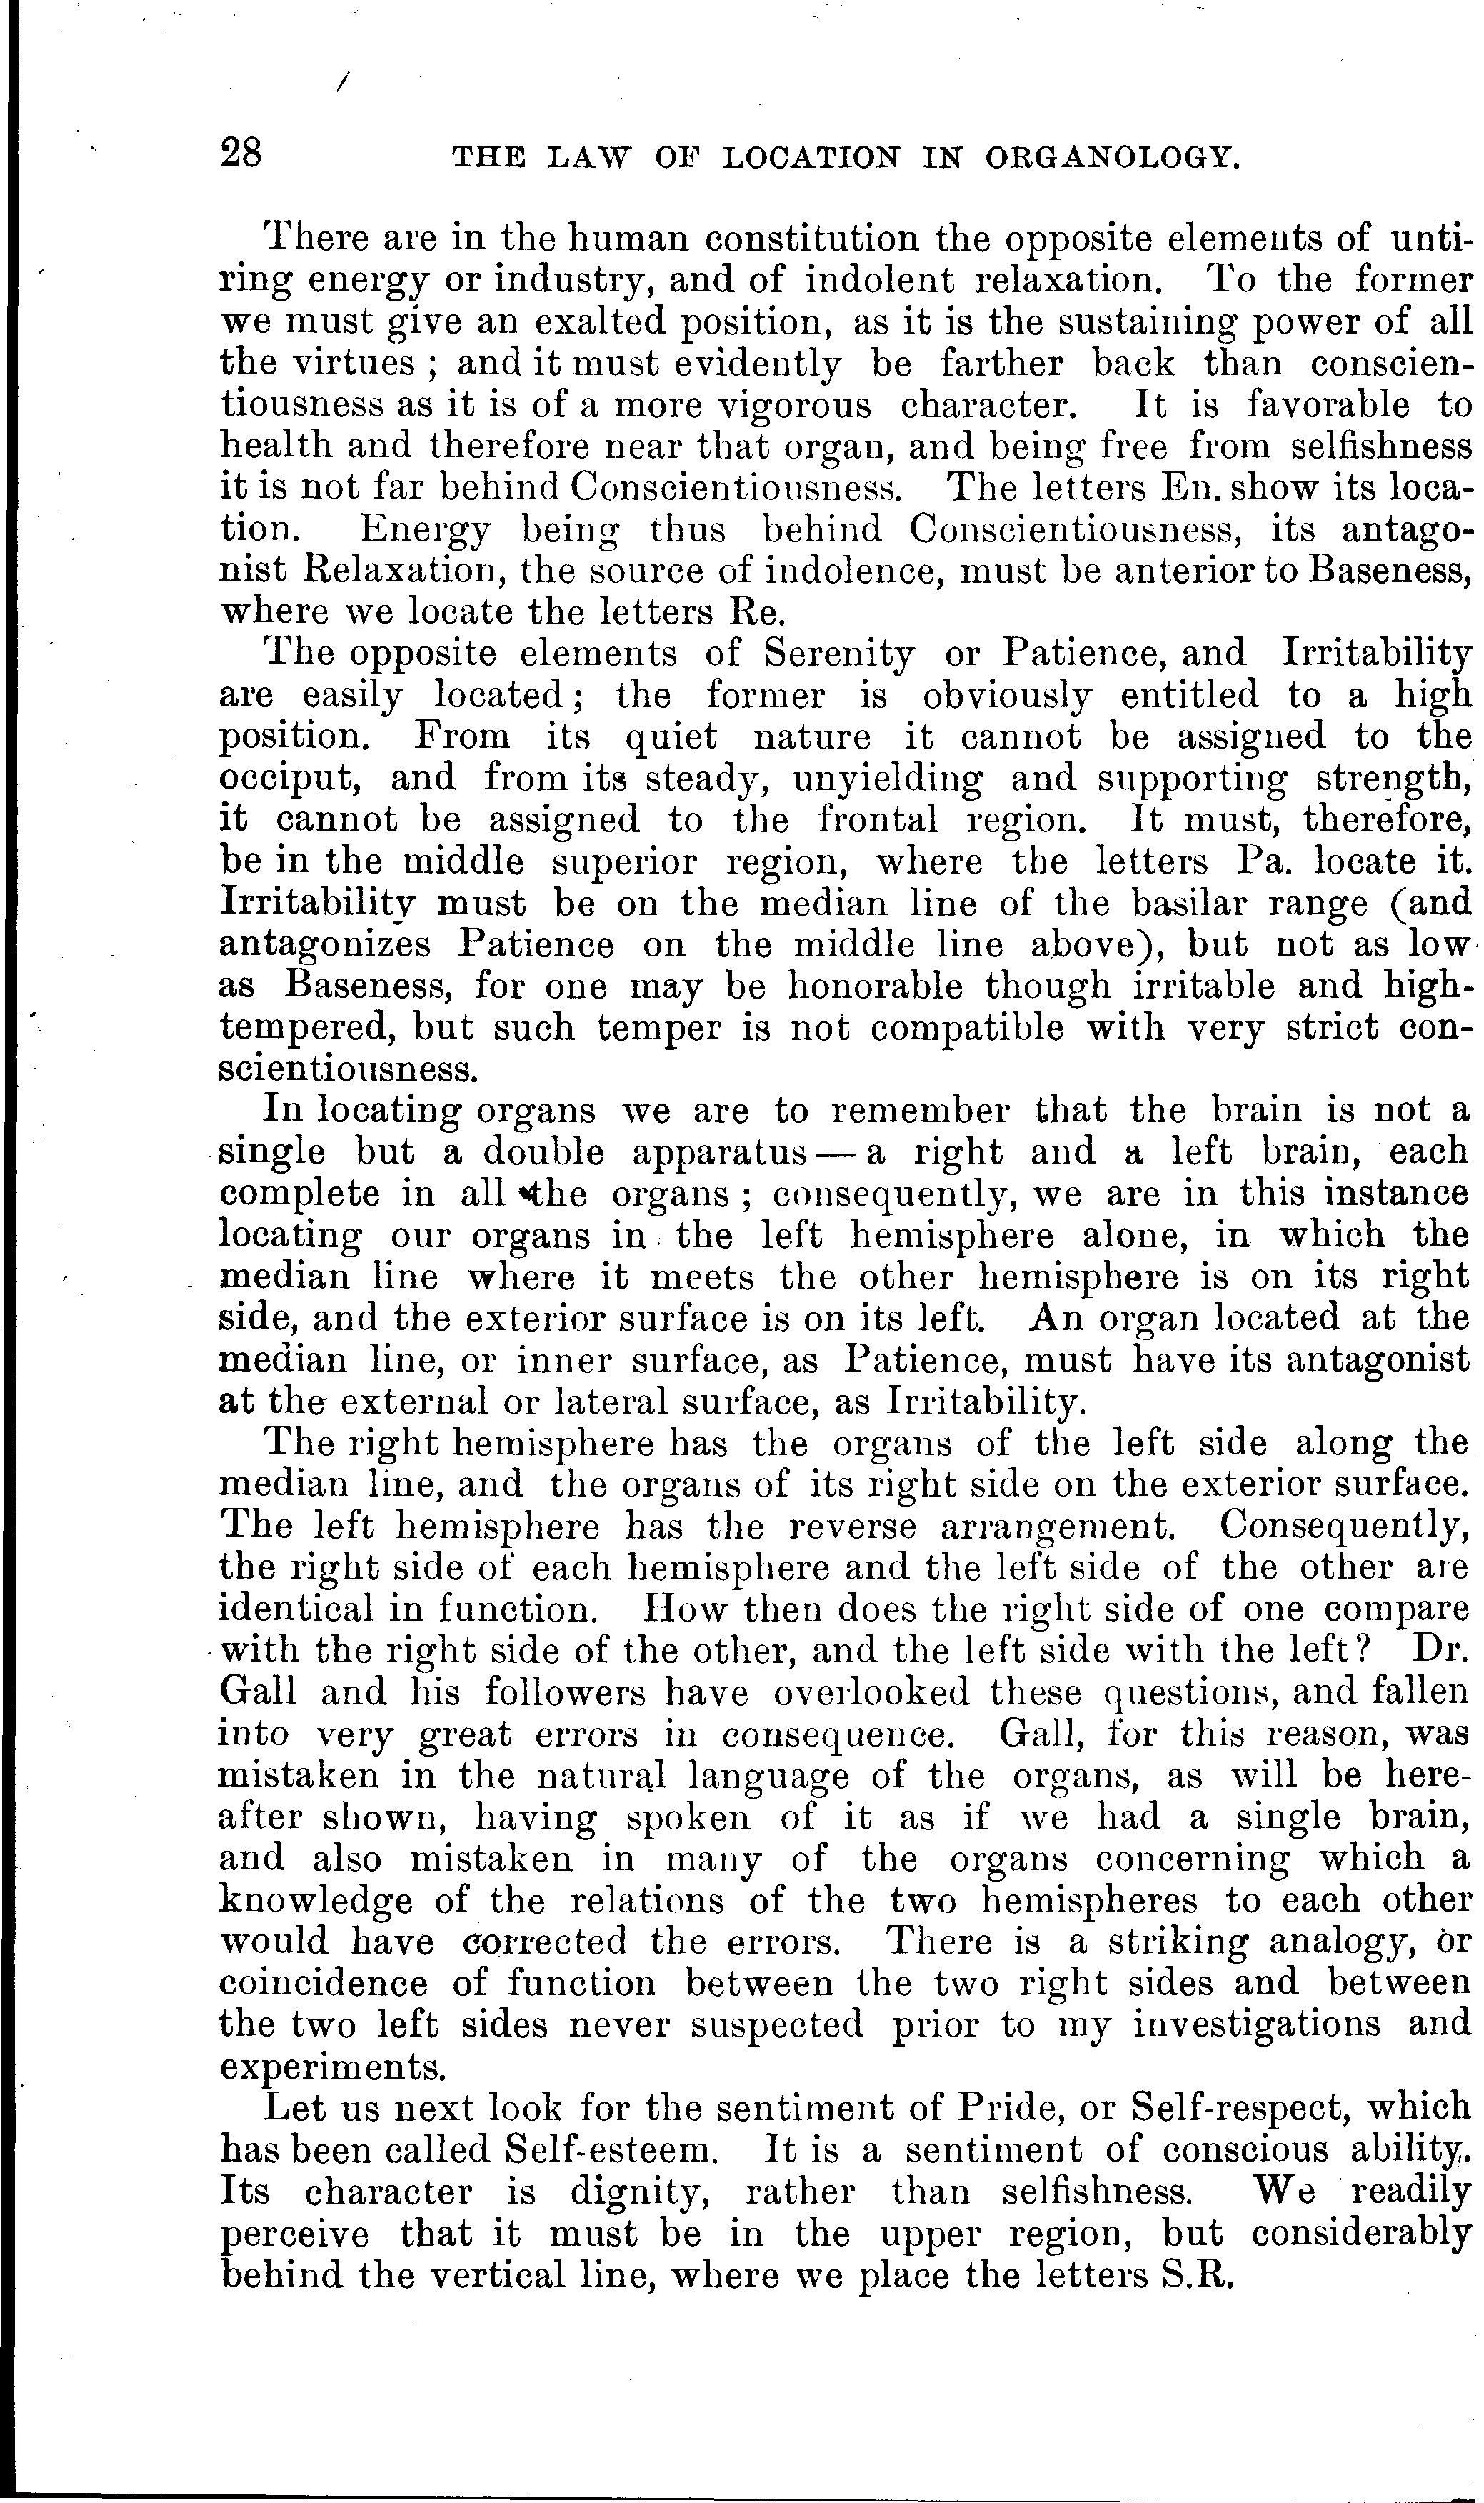 28 THE LAW OF LOCATION IN ORGANOLOGY.
There are in the human constitution the opposite elements of unti-
ring energy or industry, and of indolent relaxation. To the former
we must give an exalted position, as it is the sustaining power of all
the virtues ; and it must evidently be farther back than conscien-
tiousness as it is of a more vigorous character. It is favorable to
health and therefore near that organ, and being free from selfishness
it is not far behind Conscientiousness. The letters En. show its loca-
tion. Energy being thus behind Conscientiousness, its antago-
nist Relaxation, the source of indolence, must be anterior to Baseness,
where we locate the letters Re.
The opposite elements of Serenity or Patience, and Irritability
are easily located ; the former is obviously entitled to a high
position. From its quiet nature it cannot be assigned to the
occiput, and from its steady, unyielding and supporting strength,
it cannot be assigned to the frontal region. It must, therefore,
be in the middle superior region, where the letters Pa. locate it.
Irritability must be on the median line of the basilar range (and
antagonizes Patience on the middle line above), but not as low
as Baseness, for one may be honorable though irritable and high-
tempered, but such temper is not compatible with very strict con-
scientiousness.
In locating organs we are to remember that the brain is not a
single but a double apparatus — a right and a left brain, each
complete in all the organs ; consequently, we are in this instance
locating our organs in the left hemisphere alone, in which the
median line where it meets the other hemisphere is on its right
side, and the exterior surface is on its left. An organ located at the
median line, or inner surface, as Patience, must have its antagonist
at the external or lateral surface, as Irritability.
The right hemisphere has the organs of the left side along the
median line, and the organs of its right side on the exterior surface.
The left hemisphere has the reverse arrangement. Consequently,
the right side of each hemisphere and the left side of the other are
identical in function. How then does the right side of one compare
with the right side of the other, and the left side with the left? Dr.
Gall and his followers have overlooked these questions, and fallen
into very great errors in consequence. Gall, for this reason, was
mistaken in the natural language of the organs, as will be here-
after shown, having spoken of it as if we had a single brain,
and also mistaken in many of the organs concerning which a
knowledge of the relations of the two hemispheres to each other
would have corrected the errors. There is a striking analogy, or
coincidence of function between the two right sides and between
the two left sides never suspected prior to my investigations and
experiments.
Let us next look for the sentiment of Pride, or Self-respect, which
has been called Self-esteem. It is a sentiment of conscious ability.
Its character is dignity, rather than selfishness. We readily
perceive that it must be in the upper region, but considerably
behind the vertical line, where we place the letters S.R.